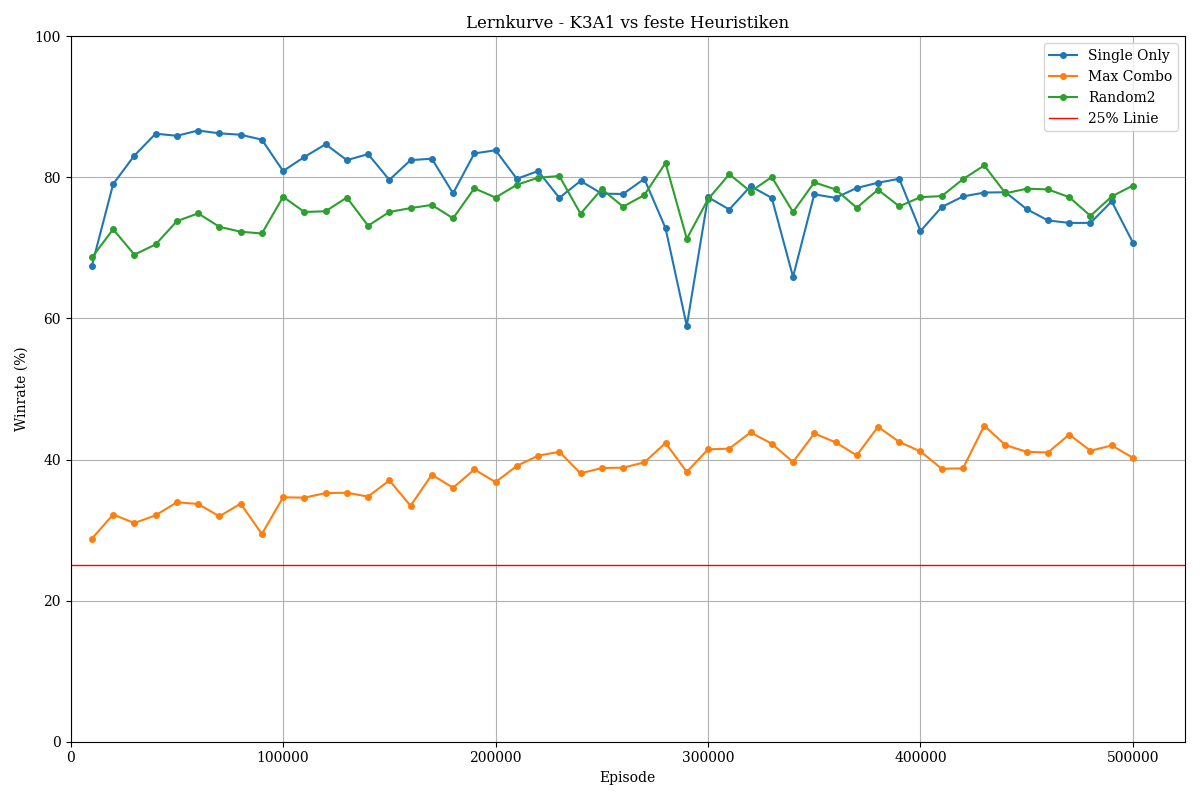 Lernkurve - K3A1 vs feste Heuristiken
100
80
60
40
20
0
Winrate (%)
Single Only
Max Combo
Random2
25% Linie
0 100000 200000 300000 400000 500000
Episode